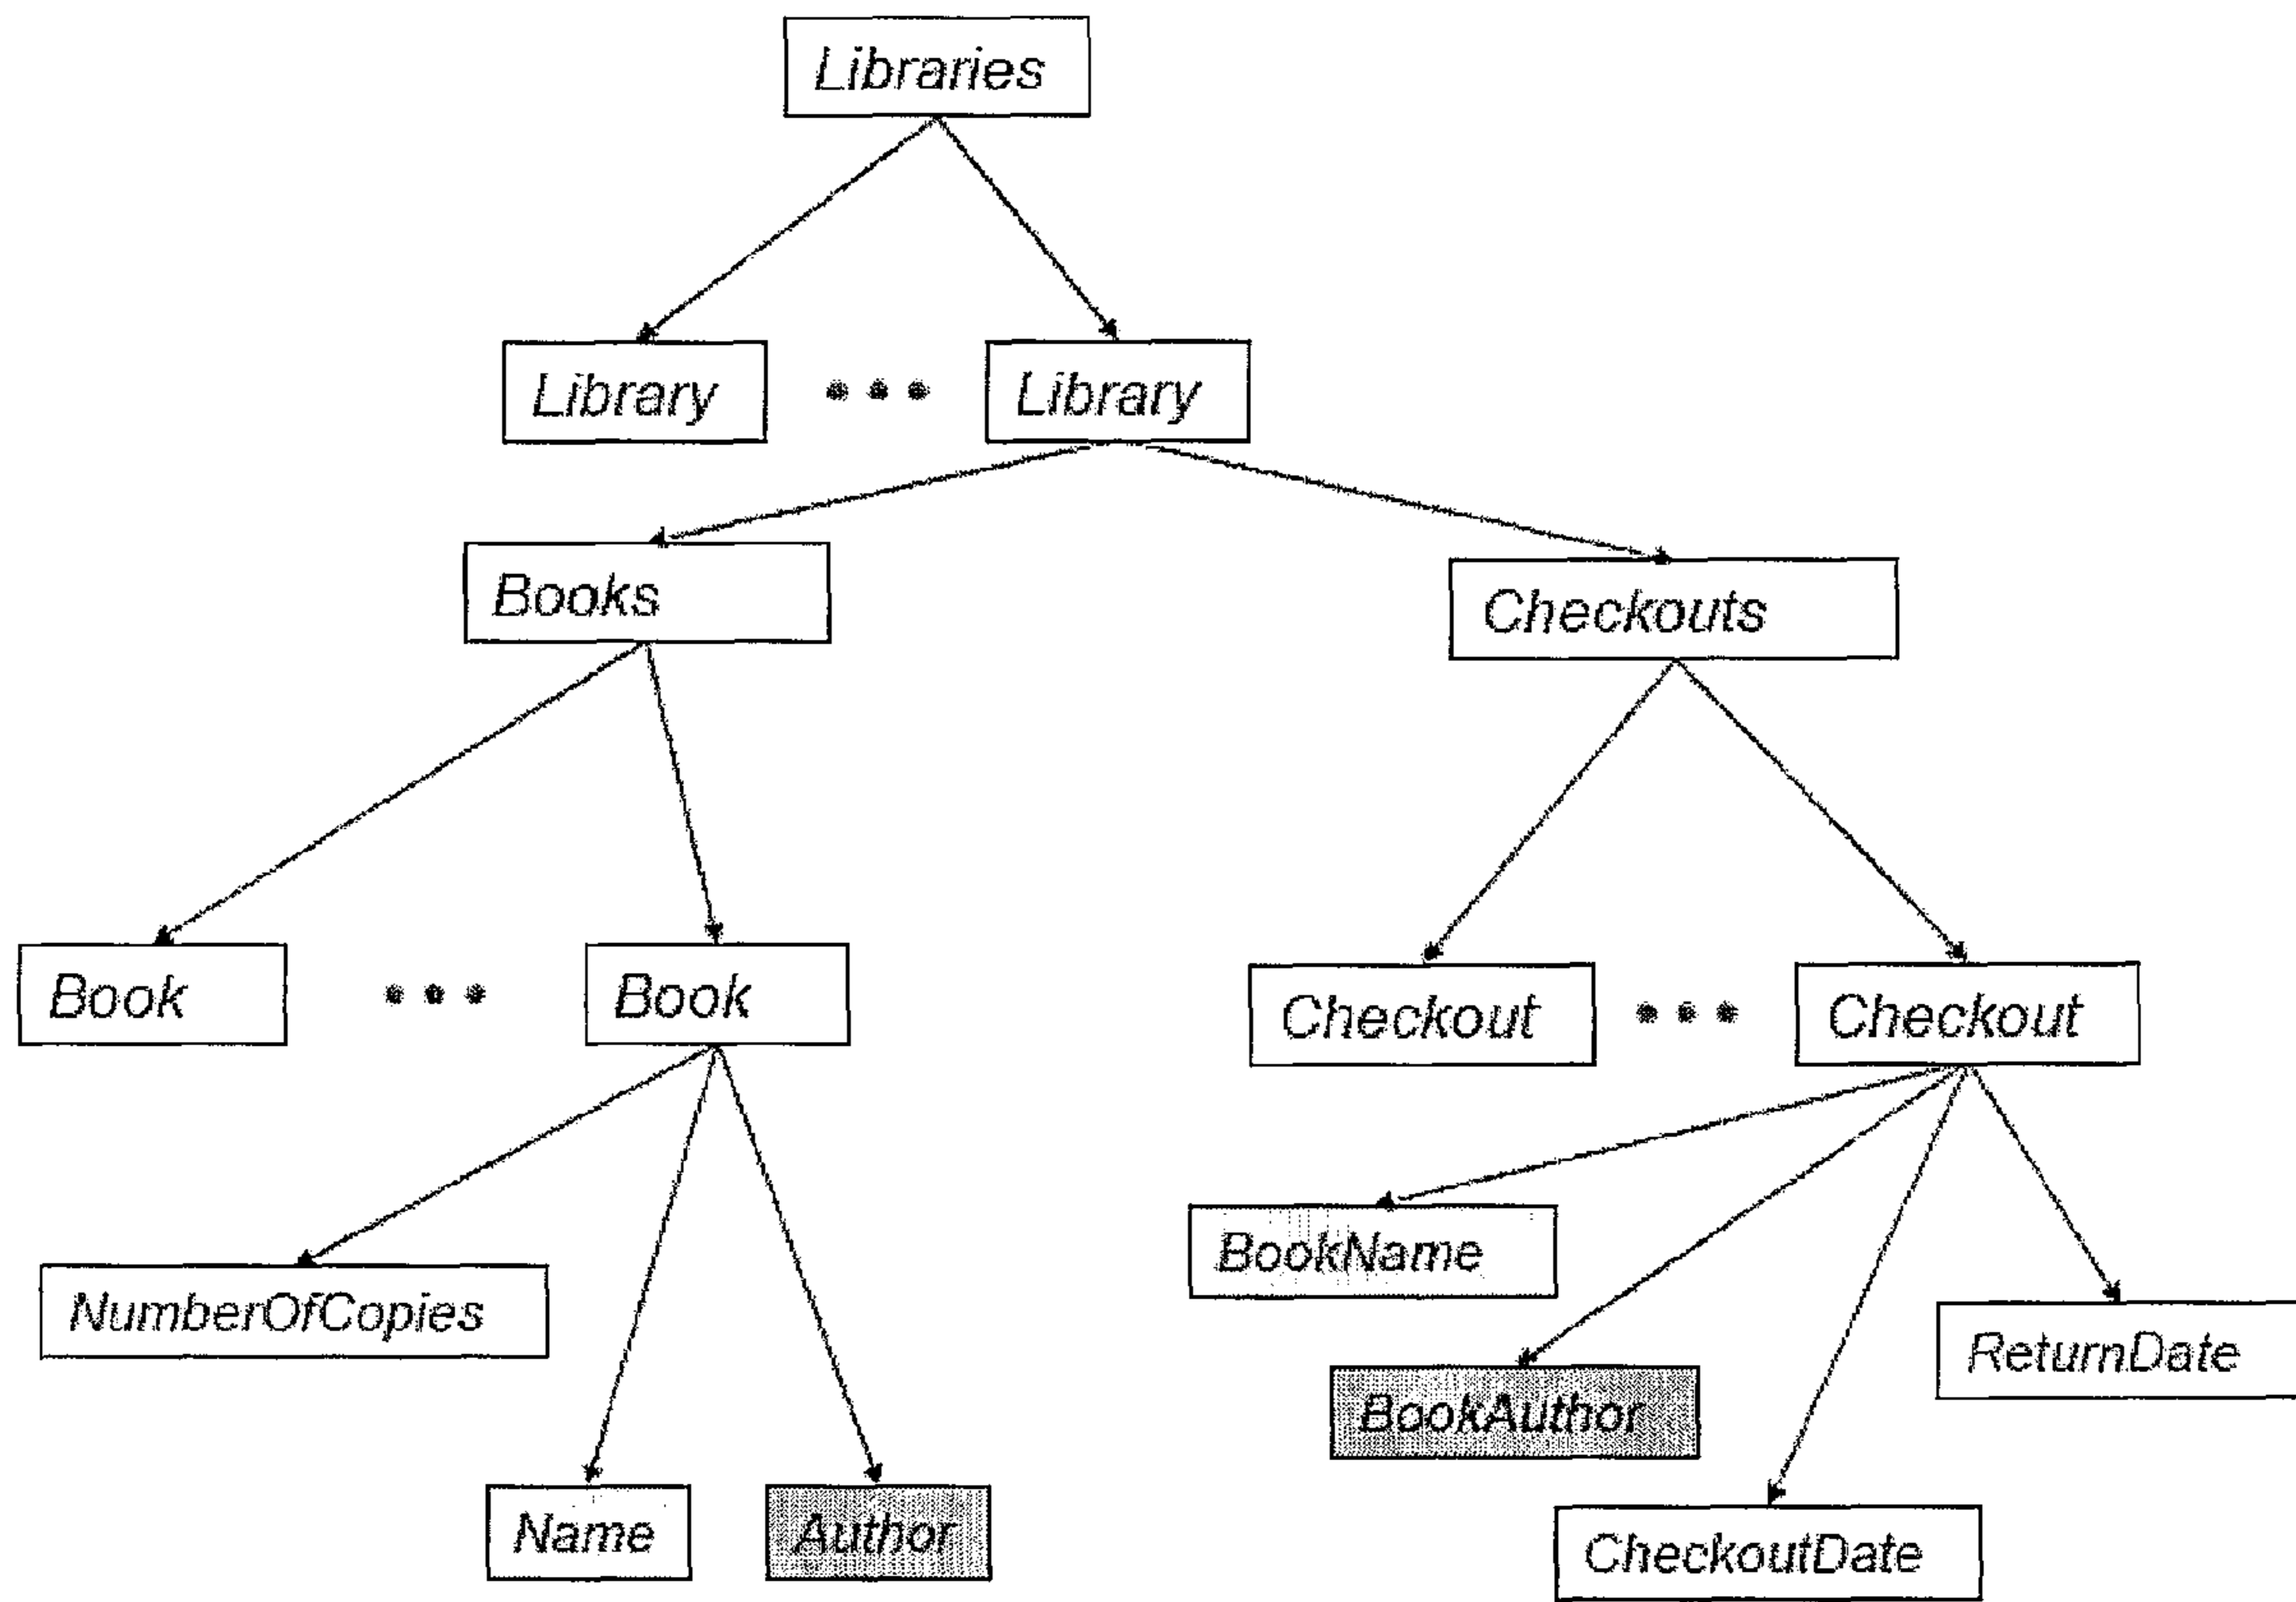 Libraries
Library
Library
Books
Checkouts
Book
Book
Checkout
Checkout
BookName
NumberOfCopies
ReturnDate
BookAuthor
Name
Author
CheckoutDate